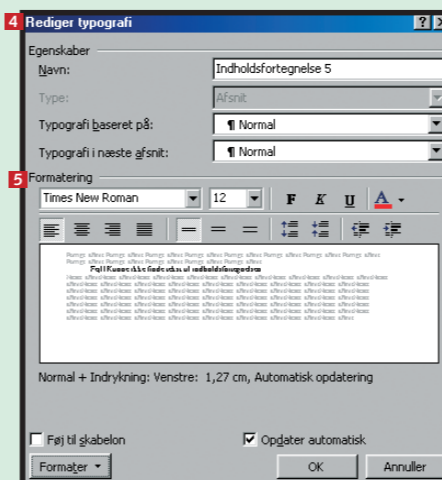 4 Rediger typografi
Egenskaber
Navn: Indholdsfortegnelse 5
Type: Afsnit
Typografi baseret på: ¶ Normal
Typografi i næste afsnit: ¶ Normal
5 Formatering
Times New Roman 12 F K U A
Normal + Indrykning: Venstre: 1,27 cm, Automatisk opdatering
Føj til skabelon Opdater automatisk
Formater OK Annuller